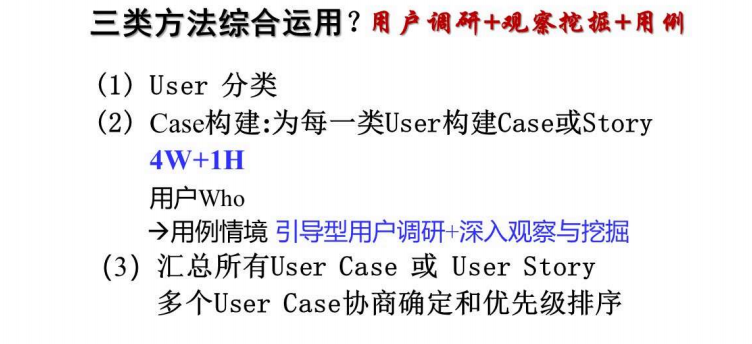 三类方法综合运用？用户调研+观察挖掘+用例
(1) User 分类
(2) Case构建:为每一类User构建Case或Story
4W+1H
用户Who
→用例情境 引导型用户调研+深入观察与挖掘
(3) 汇总所有User Case 或 User Story
多个User Case协商确定和优先级排序